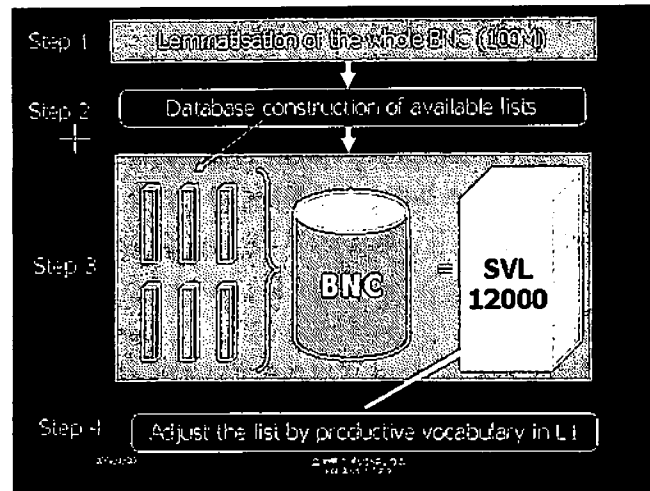 Step 1
Lemmatisation of the whole BNC (100M)
Step 2
Database construction of available lists
Step 3
BNC
=
SVL
12000
Step 4
Adjust the list by productive vocabulary in L1